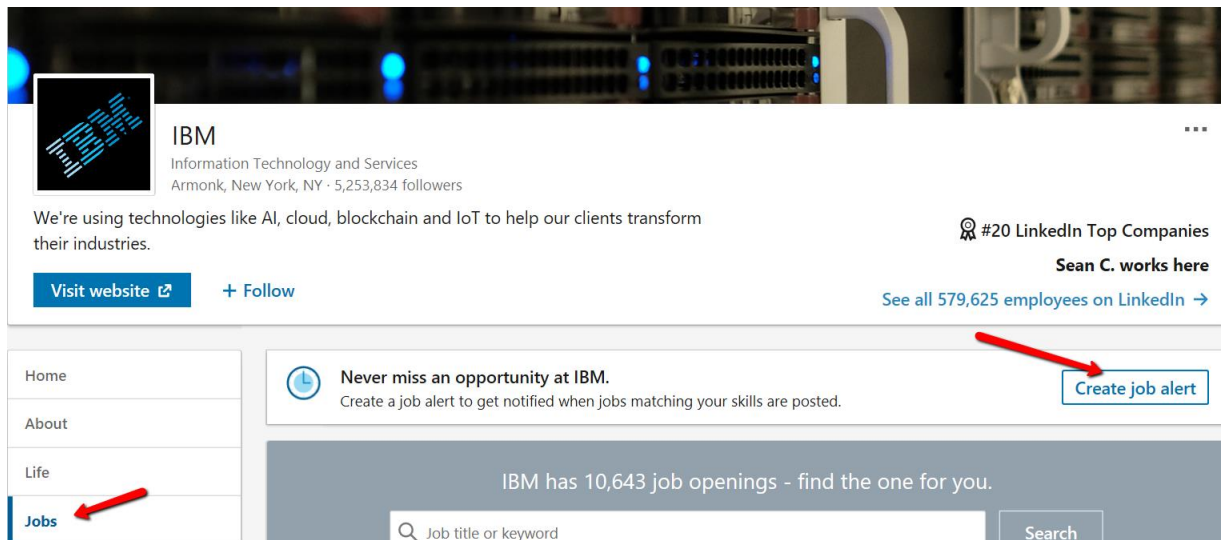 IBM
IBM
Information Technology and Services
Armonk, New York, NY · 5,253,834 followers
We're using technologies like AI, cloud, blockchain and IoT to help our clients transform
their industries.
Visit website
+ Follow
#20 LinkedIn Top Companies
Sean C. works here
See all 579,625 employees on LinkedIn →
Home
About
Life
Jobs
Never miss an opportunity at IBM.
Create a job alert to get notified when jobs matching your skills are posted.
Create job alert
IBM has 10,643 job openings - find the one for you.
Job title or keyword
Search